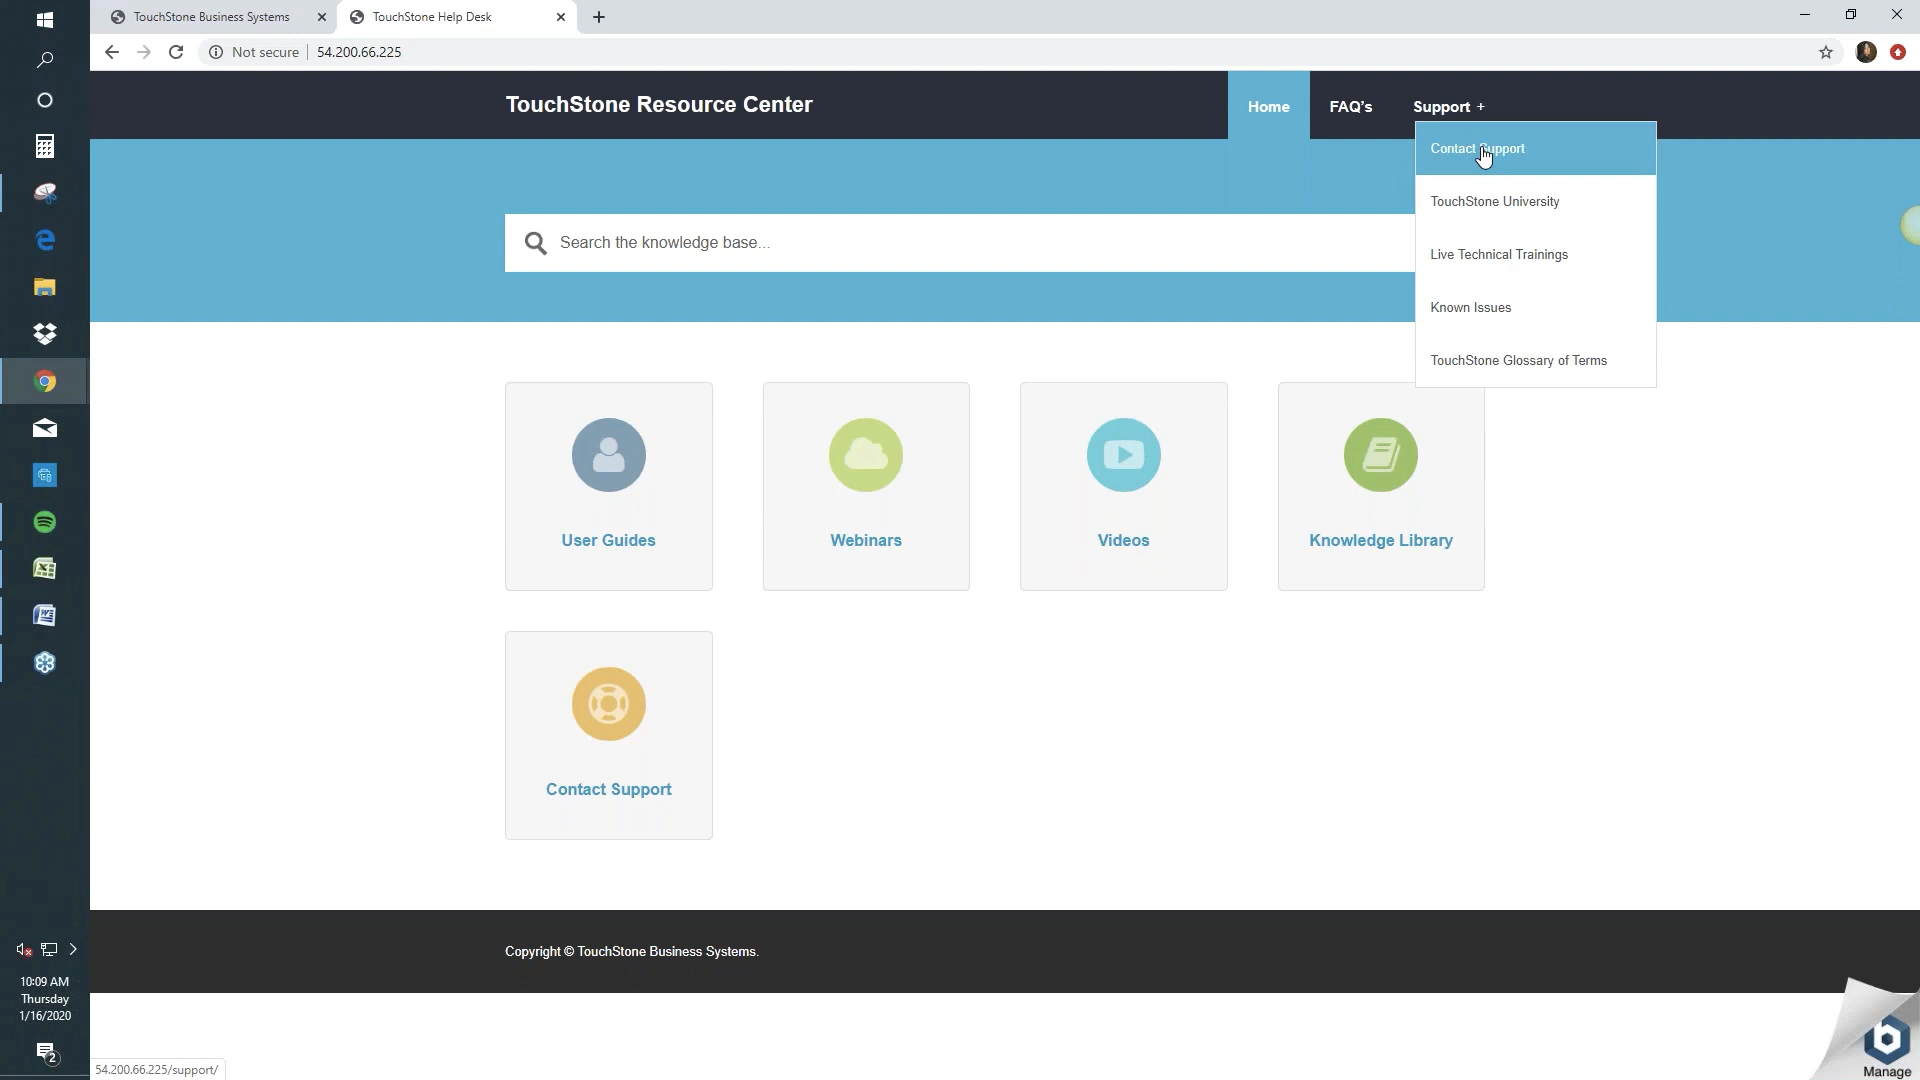 TouchStone Business Systems
TouchStone Help Desk
Not secure
54.200.66.225
TouchStone Resource Center
Home
FAQ's
Support +
Contact Support
TouchStone University
Live Technical Trainings
Known Issues
TouchStone Glossary of Terms
Search the knowledge base...
User Guides
Webinars
Videos
Knowledge Library
Contact Support
Copyright © TouchStone Business Systems.
10:09 AM
Thursday
1/16/2020
2
54.200.66.225/support/
Manage